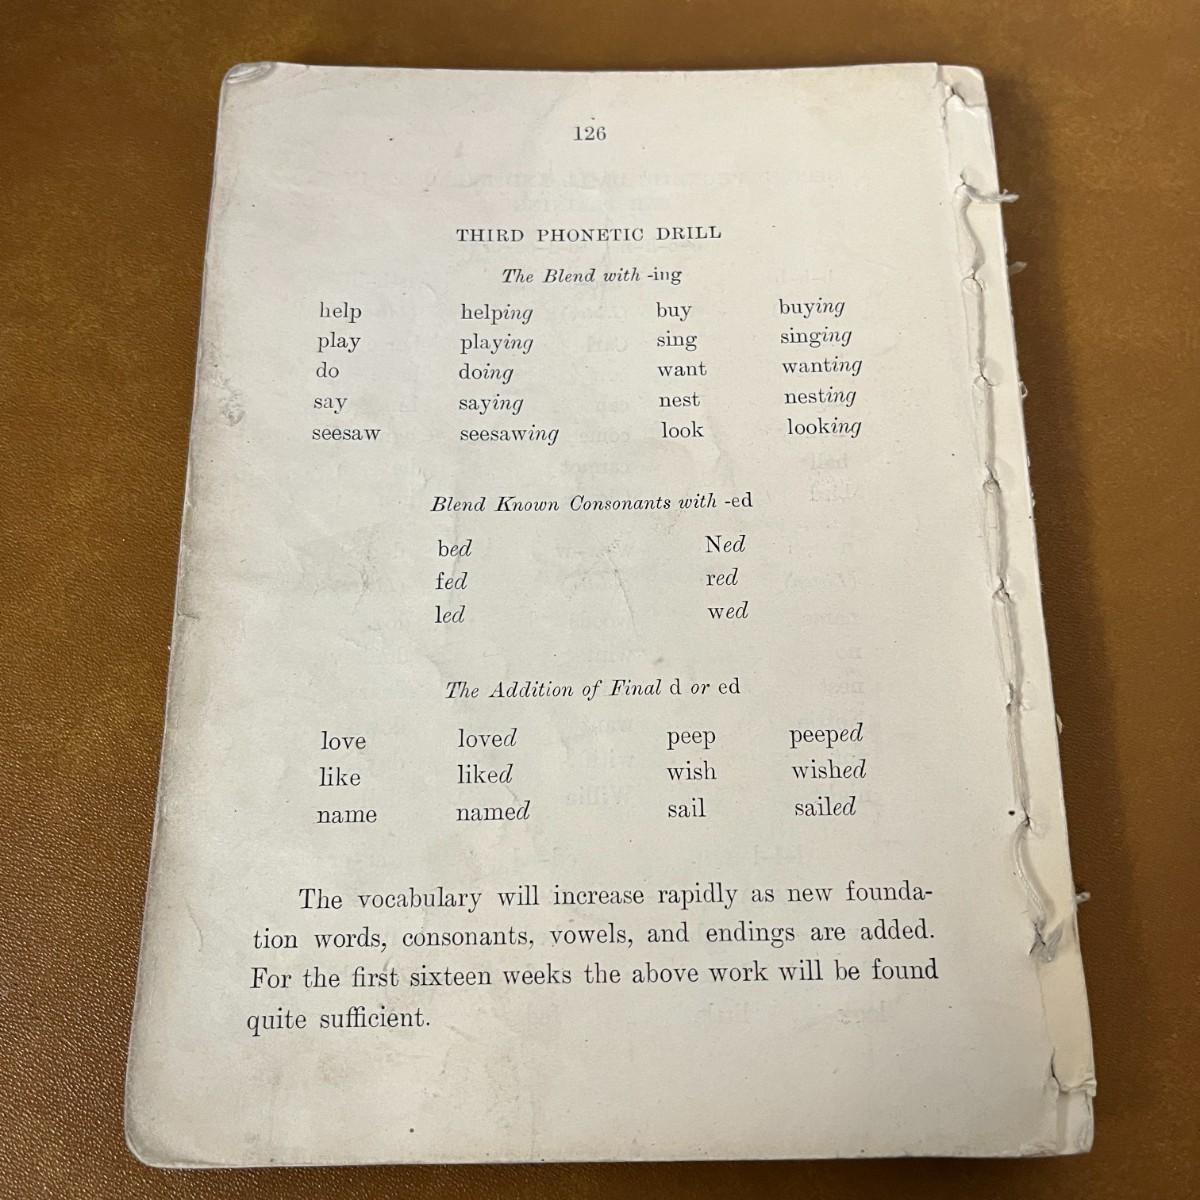 126
THIRD PHONETIC DRILL
The Blend with -ing
help helping buy buying
play playing sing singing
do doing want wanting
say saying nest nesting
seesaw seesawing look looking
Blend Known Consonants with -ed
bed Ned
fed red
led wed
The Addition of Final d or ed
love loved peep peeped
like liked wish wished
name named sail sailed
The vocabulary will increase rapidly as new founda-
tion words, consonants, vowels, and endings are added.
For the first sixteen weeks the above work will be found
quite sufficient.